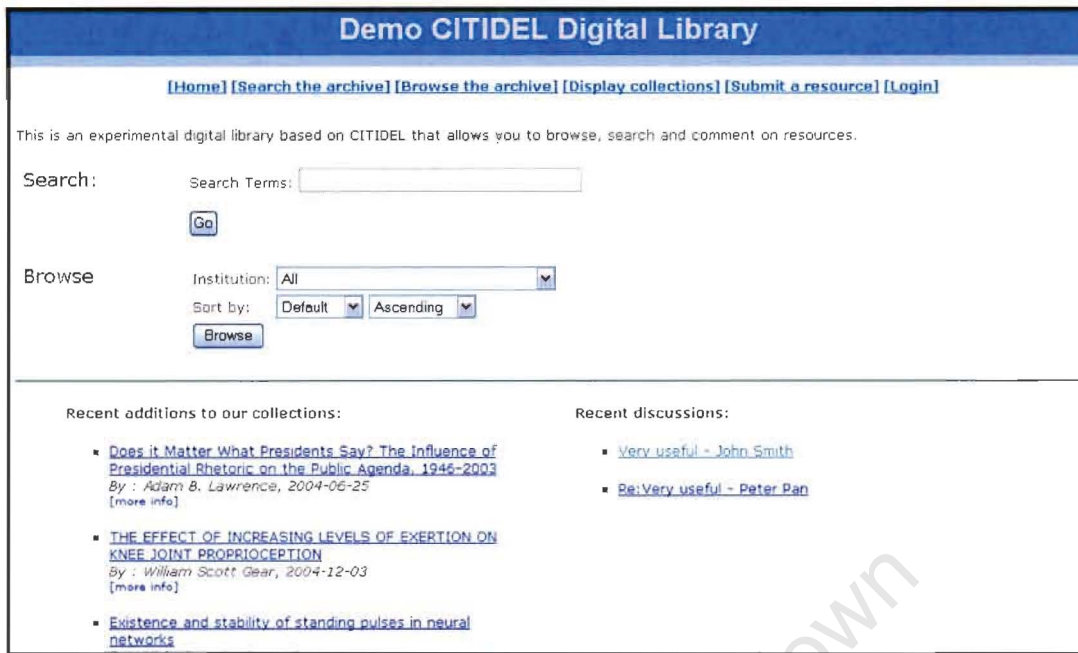 Demo CITIDEL Digital Library
[Home] [Search the archive] [Browse the archive] [Display collections] [Submit a resource] [Login]
This is an experimental digital library based on CITIDEL that allows you to browse, search and comment on resources.
Search:
Search Terms:
Go
Browse
Institution: All
Sort by: Default Ascending
Browse
Recent additions to our collections:
Does it Matter What Presidents Say? The Influence of
Presidential Rhetoric on the Public Agenda, 1946-2003
By : Adam B. Lawrence, 2004-06-25
[more info]
THE EFFECT OF INCREASING LEVELS OF EXERTION ON
KNEE JOINT PROPRIOCEPTION
By : William Scott Gear, 2004-12-03
[more info]
Existence and stability of standing pulses in neural
networks
Recent discussions:
Very useful - John Smith
Re:Very useful - Peter Pan
own